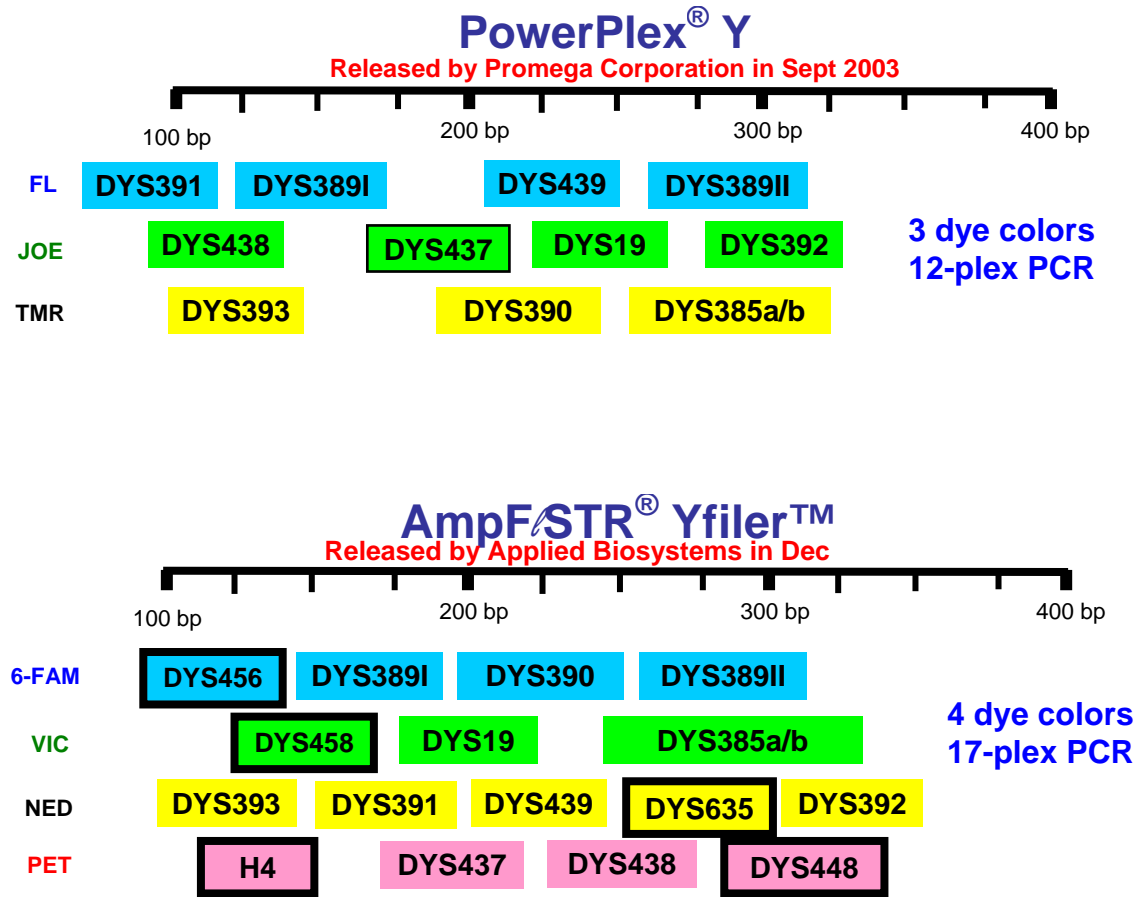 PowerPlex® Y
Released by Promega Corporation in Sept 2003
100 bp 200 bp 300 bp 400 bp
FL DYS391 DYS389I DYS439 DYS389II
JOE DYS438 DYS437 DYS19 DYS392
TMR DYS393 DYS390 DYS385a/b
3 dye colors
12-plex PCR
AmpFℓSTR® Yfiler™
Released by Applied Biosystems in Dec
100 bp 200 bp 300 bp 400 bp
6-FAM DYS456 DYS389I DYS390 DYS389II
VIC DYS458 DYS19 DYS385a/b
NED DYS393 DYS391 DYS439 DYS635 DYS392
PET H4 DYS437 DYS438 DYS448
4 dye colors
17-plex PCR